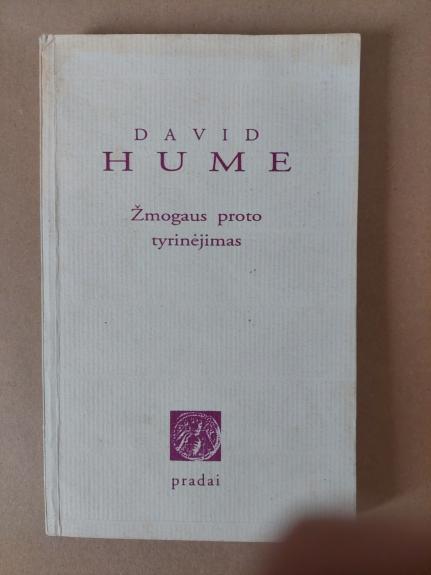 DAVID
HUME
Žmogaus proto
tyrinėjimas
pradai